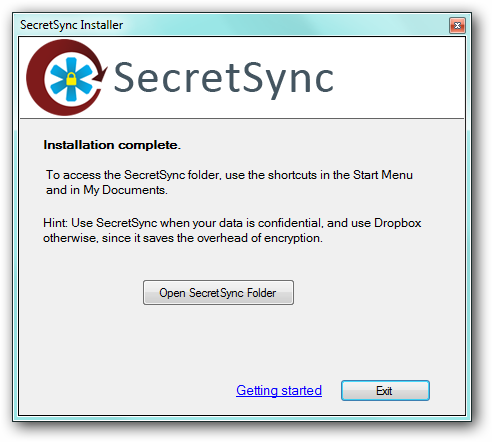 SecretSync Installer
SecretSync
Installation complete.
To access the SecretSync folder, use the shortcuts in the Start Menu
and in My Documents.
Hint: Use SecretSync when your data is confidential, and use Dropbox
otherwise, since it saves the overhead of encryption.
Open SecretSync Folder
Getting started
Exit